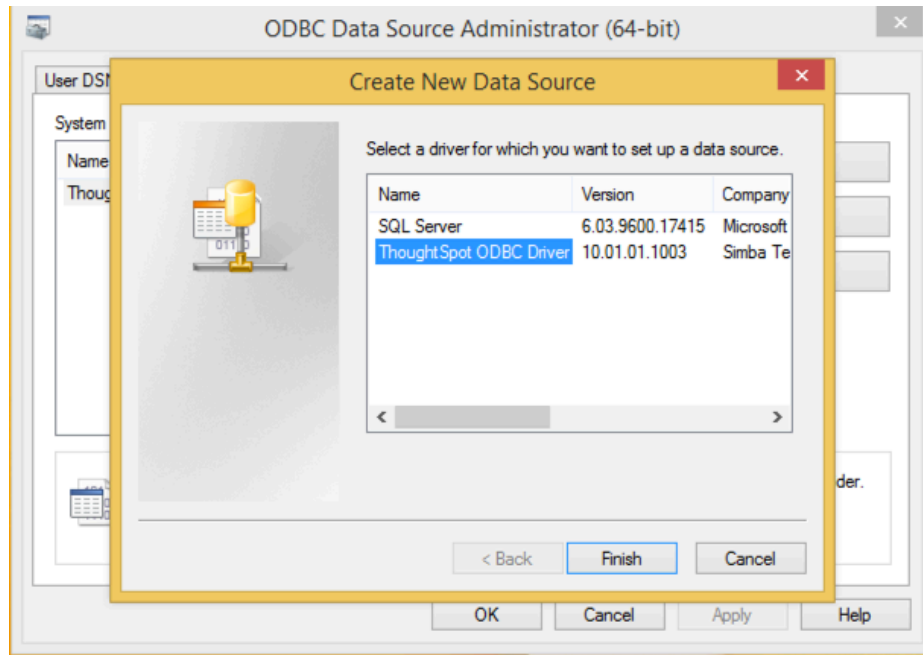 ODBC Data Source Administrator (64-bit)
User DSN
Create New Data Source
System
Name
Thoug
Select a driver for which you want to set up a data source.
Name Version Company
SQL Server 6.03.9600.17415 Microsoft
ThoughtSpot ODBC Driver 10.01.01.1003 Simba Te
der.
< Back Finish Cancel
OK Cancel Apply Help